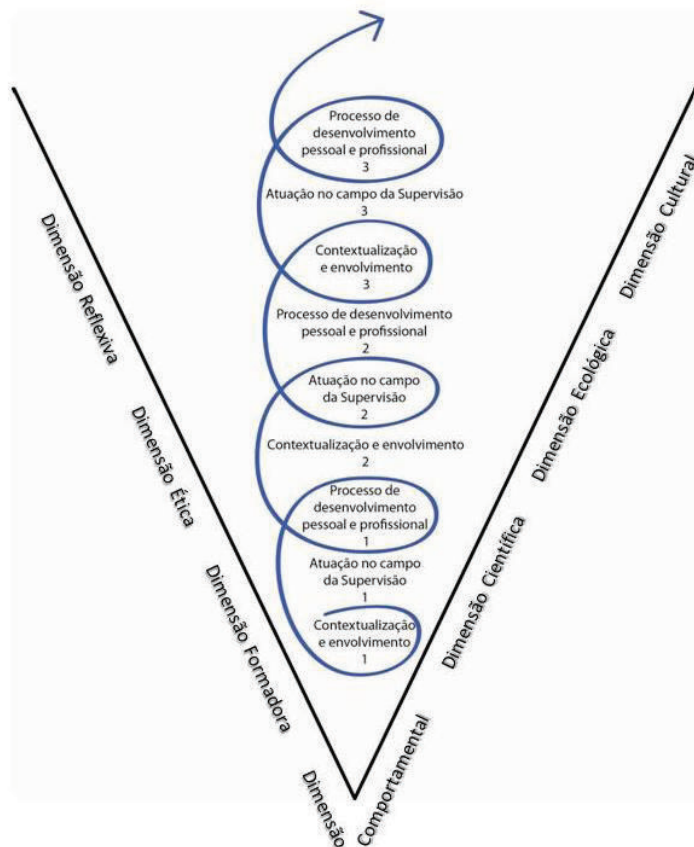 Processo de
desenvolvimento
pessoal e profissional
3
Atuação no campo da Supervisão
3
Contextualização
e envolvimento
3
Processo de desenvolvimento
pessoal e profissional
2
Atuação no campo
da Supervisão
2
Contextualização e envolvimento
2
Processo de
desenvolvimento
pessoal e profissional
1
Atuação no campo
da Supervisão
1
Contextualização
e envolvimento
1
Dimensão Reflexiva
Dimensão Ética
Dimensão Formadora
Dimensão
Comportamental
Dimensão Científica
Dimensão Ecológica
Dimensão Cultural